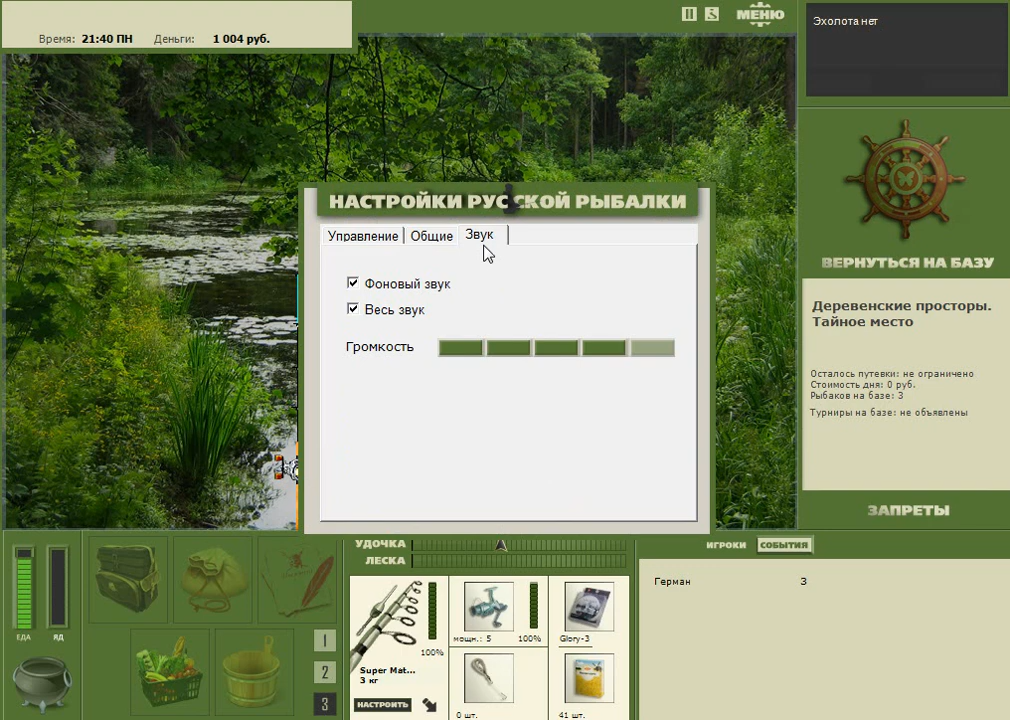 Время: 21:40 ПН Деньги: 1 004 руб.
МЕНЮ
Эхолота нет
НАСТРОЙКИ РУССКОЙ РЫБАЛКИ
Управление Общие Звук
Фоновый звук
Весь звук
Громкость
ВЕРНУТЬСЯ НА БАЗУ
Деревенские просторы.
Тайное место
Осталось путевки: не ограничено
Стоимость дня: 0 руб.
Рыбаков на базе: 3
Турниры на базе: не объявлены
ЗАПРЕТЫ
УДОЧКА
ЛЕСКА
ИГРОКИ СОБЫТИЯ
Герман 3
ЕДА ЯД
1
2
3
100%
Super Mat...
3 кг
НАСТРОИТЬ
мощн.: 5 100%
Glory-3
0 шт.
41 шт.